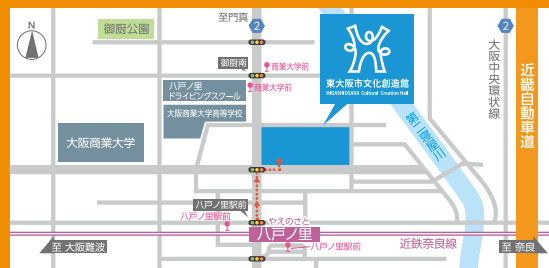 N
御厨公園
至門真
2
2
東大阪市文化創造館
HIGASHIOSAKA Cultural Creation Hall
大阪中央環状線
近畿自動車道
御厨南
商業大学前
商業大学前
八戸ノ里
ドライビングスクール
大阪商業大学高等学校
大阪商業大学
第二寝屋川
八戸ノ里駅前
八戸ノ里駅前
やえのさと
八戸ノ里
八戸ノ里駅前
近鉄奈良線
至 大阪難波
至 奈良